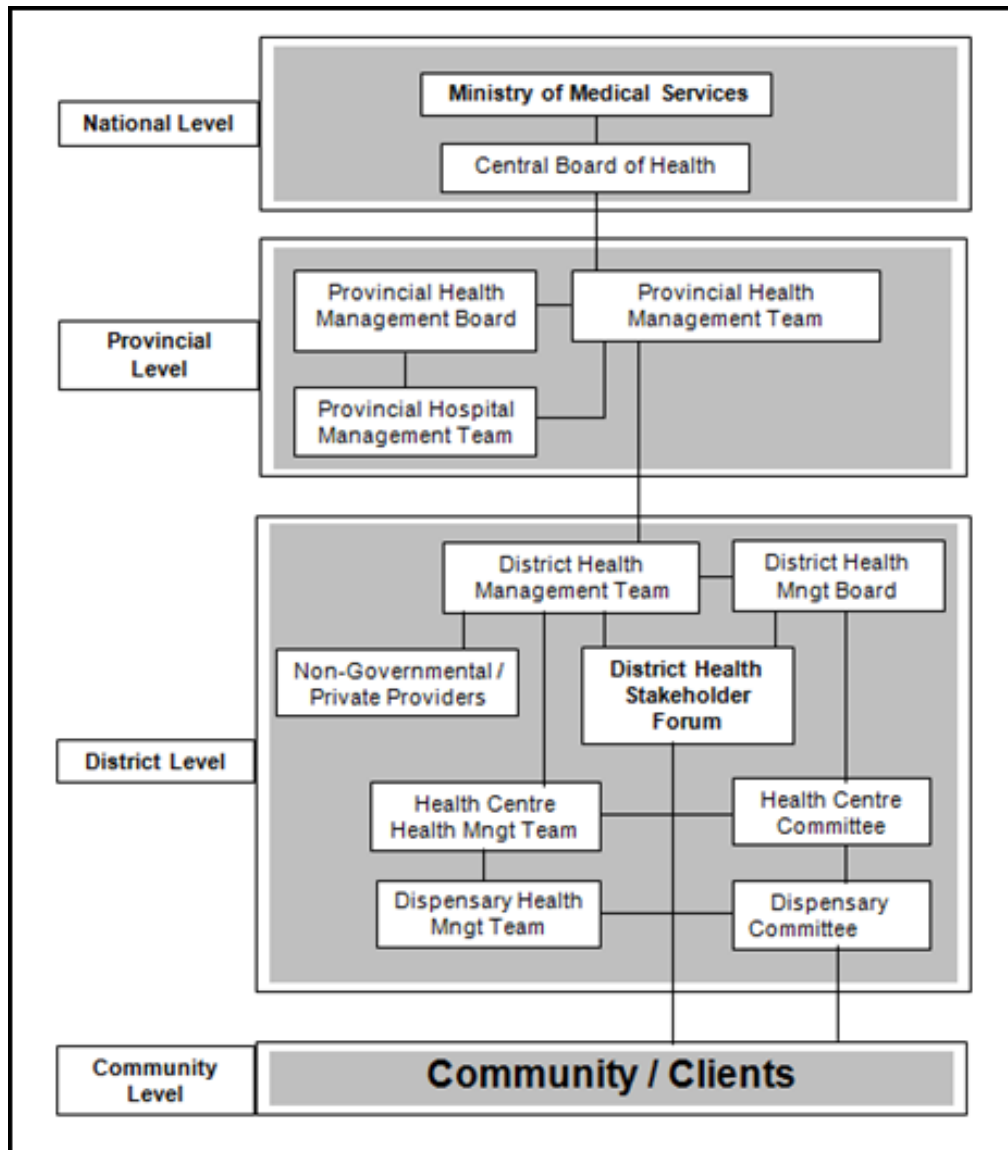 National Level
Ministry of Medical Services
Central Board of Health
Provincial
Level
Provincial Health
Management Board
Provincial Health
Management Team
Provincial Hospital
Management Team
District Level
District Health
Management Team
District Health
Mngt Board
Non-Governmental /
Private Providers
District Health
Stakeholder
Forum
Health Centre
Health Mngt Team
Health Centre
Committee
Dispensary Health
Mngt Team
Dispensary
Committee
Community
Level
Community / Clients